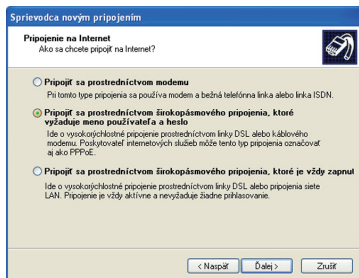 Sprievodca novým pripojením
Pripojenie na Internet
Ako sa chcete pripojiť na Internet?
Pripojiť sa prostredníctvom modemu
Pri tomto type pripojenia sa používa modem a bežná telefónna linka alebo linka ISDN.
Pripojiť sa prostredníctvom širokopásmového pripojenia, ktoré
vyžaduje meno používateľa a heslo
Ide o vysokorýchlostné pripojenie prostredníctvom linky DSL alebo káblového
modemu. Poskytovateľ internetových služieb môže tento typ pripojenia označovať
aj ako PPPoE.
Pripojiť sa prostredníctvom širokopásmového pripojenia, ktoré je vždy zapnut
Ide o vysokorýchlostné pripojenie prostredníctvom linky DSL alebo pripojenia siete
LAN. Pripojenie je vždy aktívne a nevyžaduje žiadne prihlasovanie.
< Naspäť Ďalej > Zrušiť